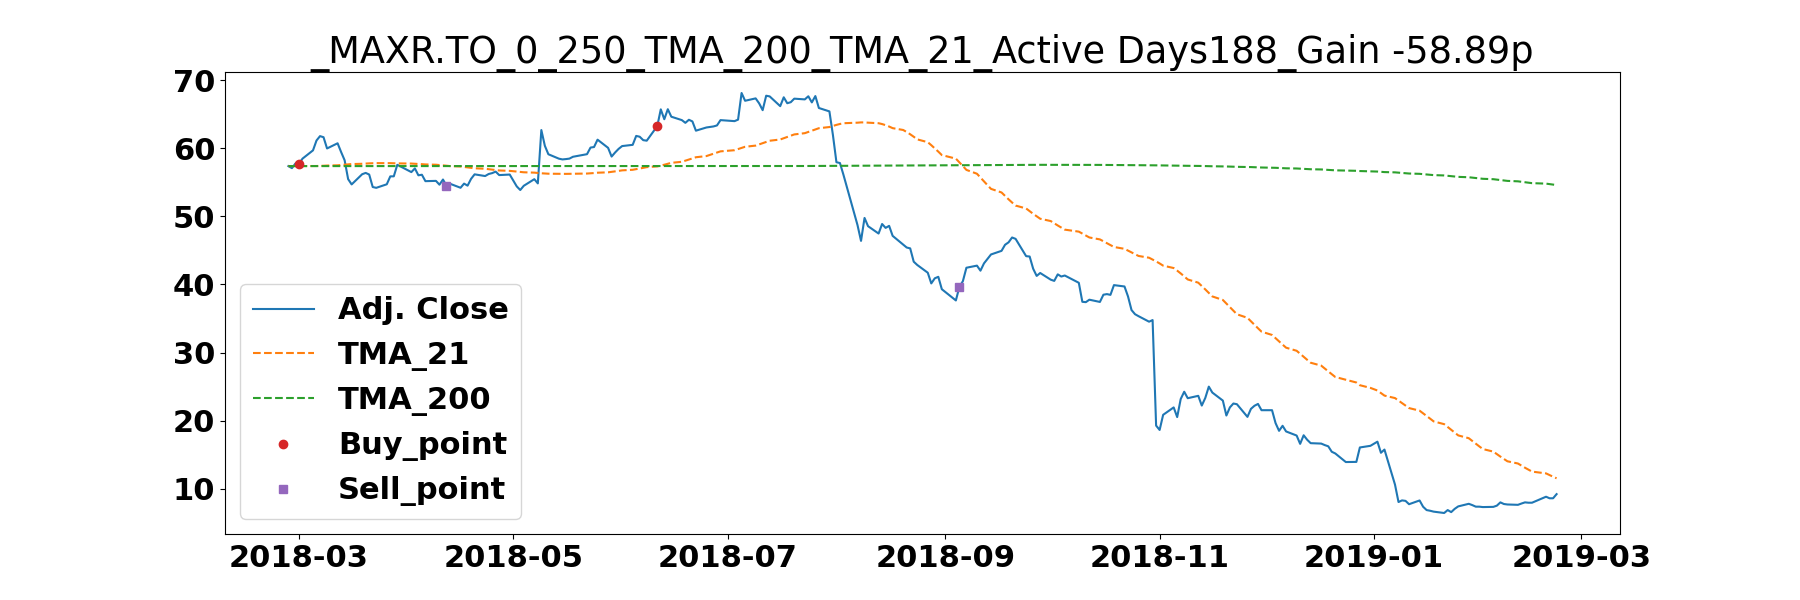 _MAXR.TO_0_250_TMA_200_TMA_21_Active Days188_Gain -58.89p
70
60
50
40
30
20
10
Adj. Close
TMA_21
TMA_200
Buy_point
Sell_point
2018-03 2018-05 2018-07 2018-09 2018-11 2019-01 2019-03